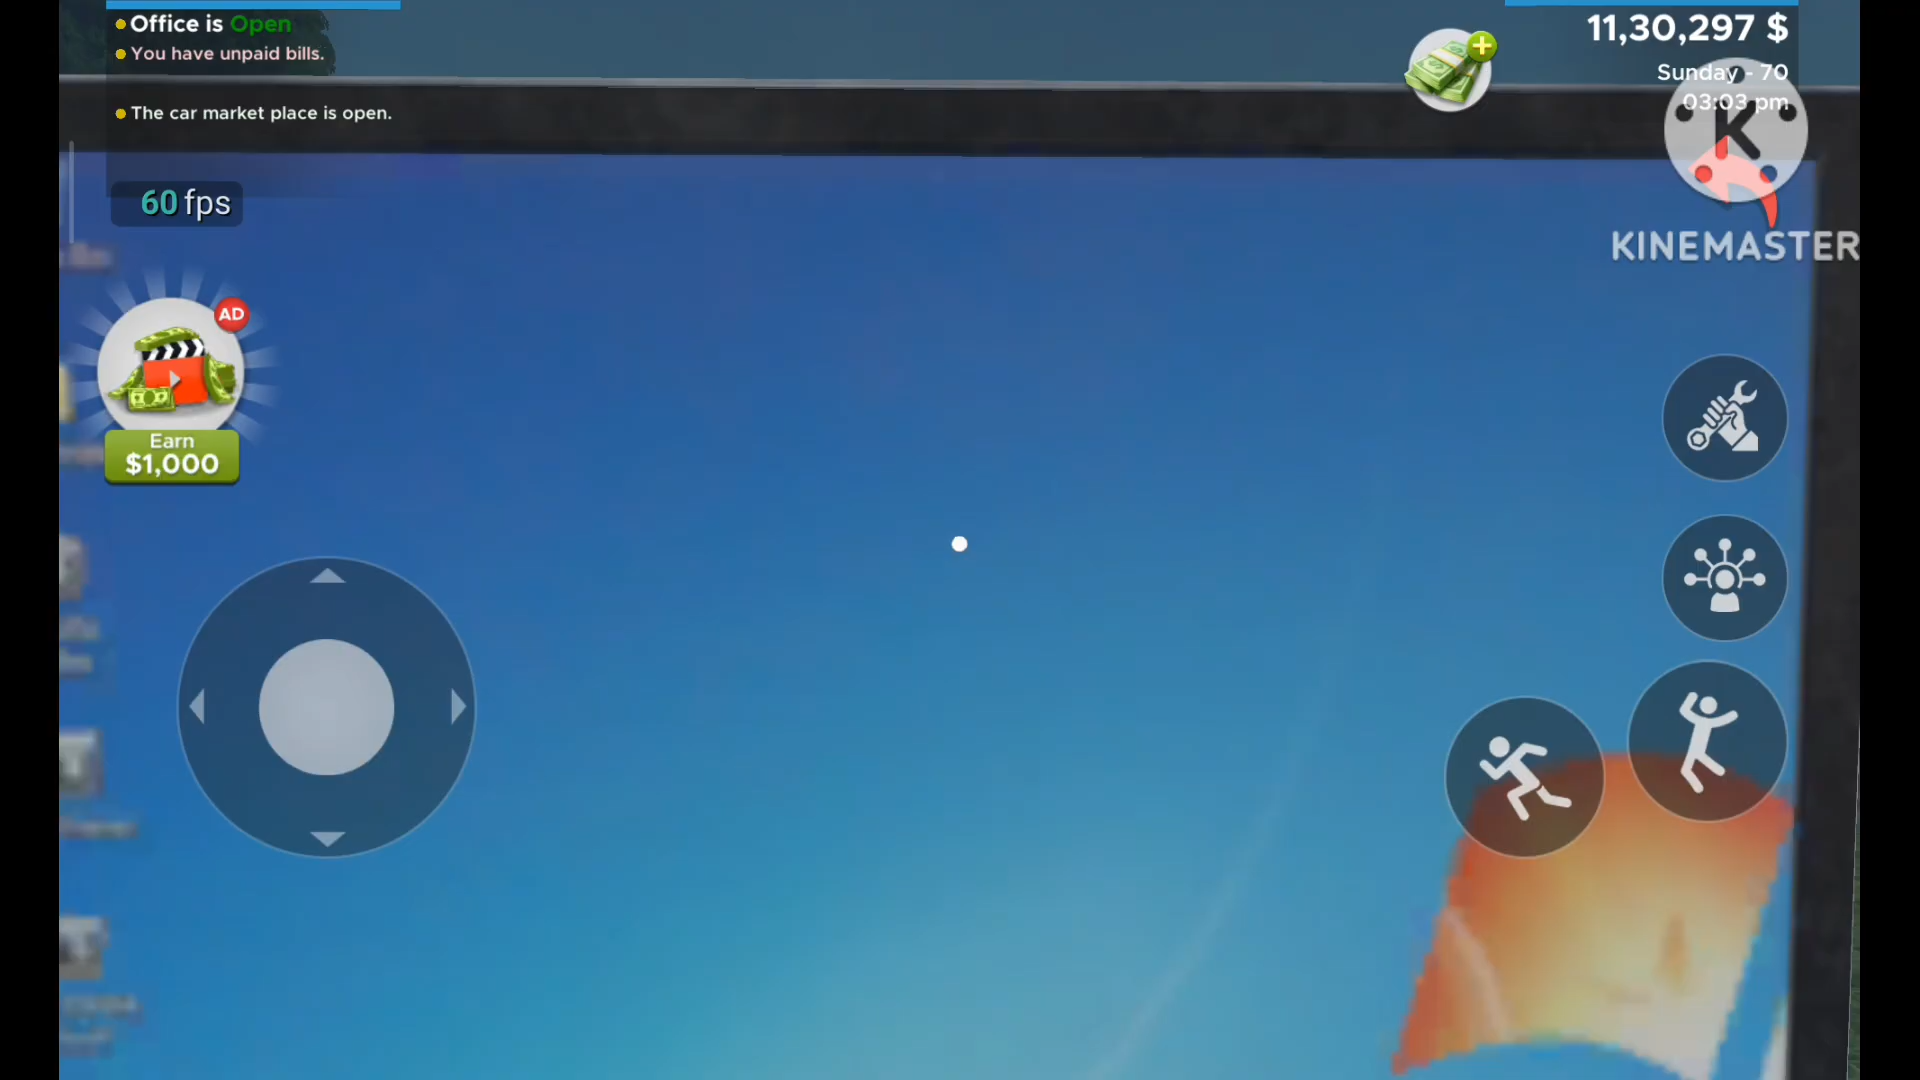 Office is Open
You have unpaid bills.
The car market place is open.
60 fps
AD
Earn
$1,000
11,30,297 $
Sunday - 70
03:03 pm
K
KINEMASTER